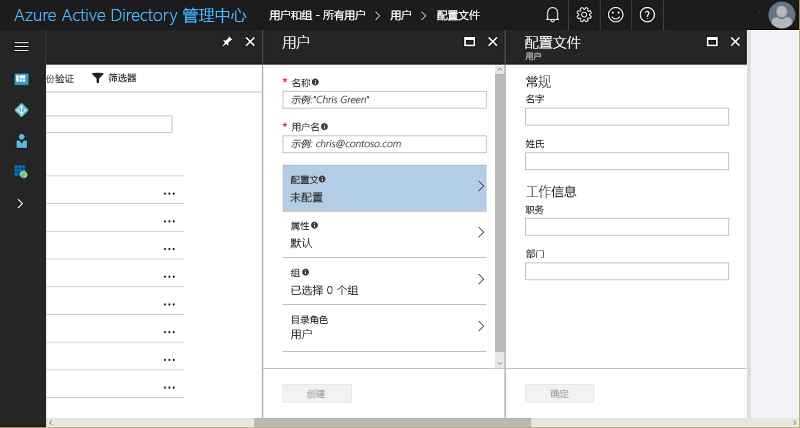 Azure Active Directory 管理中心
用户和组 - 所有用户
用户
配置文件
份验证
筛选器
用户
* 名称
示例:"Chris Green"
* 用户名
示例: chris@contoso.com
配置文
未配置
属性
默认
组
已选择 0 个组
目录角色
用户
创建
配置文件
用户
常规
名字
姓氏
工作信息
职务
部门
确定